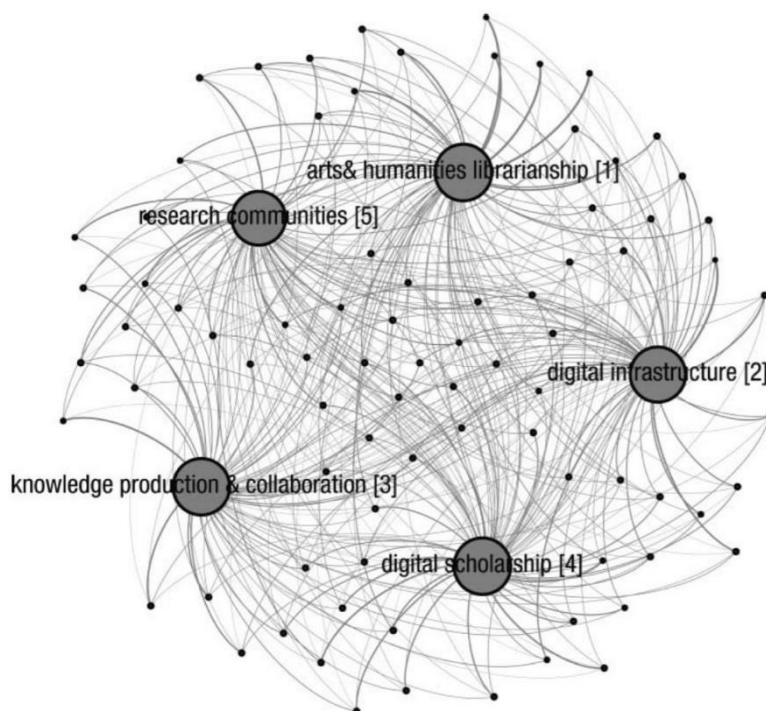 arts& humanities librarianship [1]
research communities [5]
digital infrastructure [2]
knowledge production & collaboration [3]
digital scholarship [4]